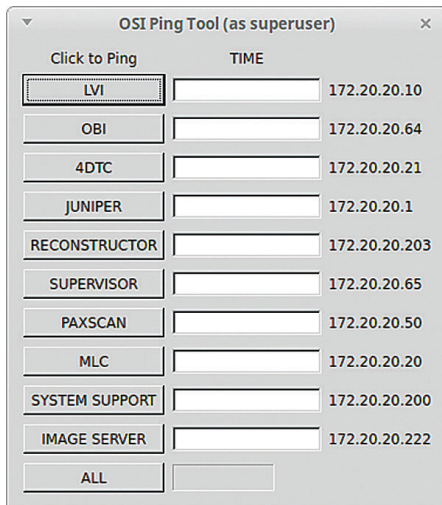 OSI Ping Tool (as superuser)
Click to Ping TIME
LVI 172.20.20.10
OBI 172.20.20.64
4DTC 172.20.20.21
JUNIPER 172.20.20.1
RECONSTRUCTOR 172.20.20.203
SUPERVISOR 172.20.20.65
PAXSCAN 172.20.20.50
MLC 172.20.20.20
SYSTEM SUPPORT 172.20.20.200
IMAGE SERVER 172.20.20.222
ALL